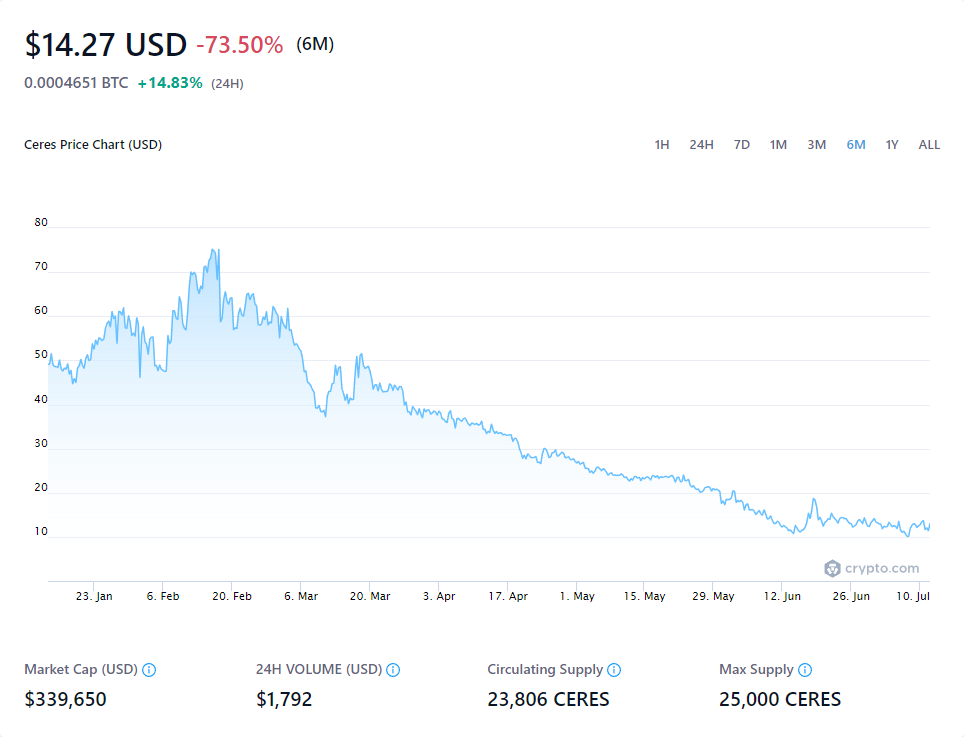 $14.27 USD -73.50% (6M)
0.0004651 BTC +14.83% (24H)
Ceres Price Chart (USD) 1H 24H 7D 1M 3M 6M 1Y ALL
80
70
60
50
40
30
20
10
crypto.com
23. Jan 6. Feb 20. Feb 6. Mar 20. Mar 3. Apr 17. Apr 1. May 15. May 29. May 12. Jun 26. Jun 10. Jul
Market Cap (USD) 24H VOLUME (USD) Circulating Supply Max Supply
$339,650 $1,792 23,806 CERES 25,000 CERES